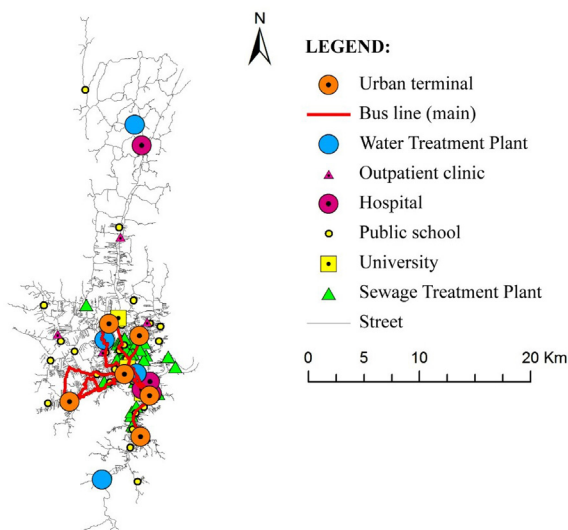 N
LEGEND:
Urban terminal
Bus line (main)
Water Treatment Plant
Outpatient clinic
Hospital
Public school
University
Sewage Treatment Plant
Street
0 5 10 20 Km